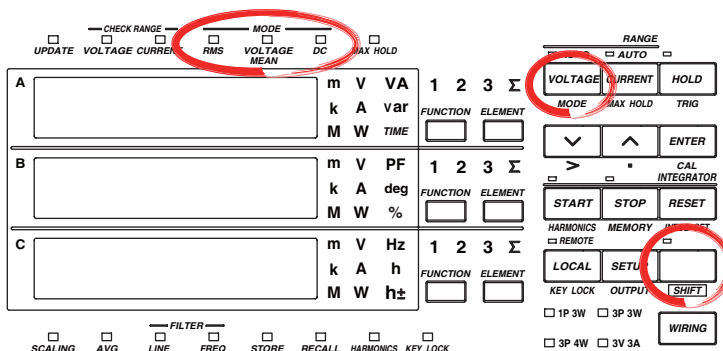 CHECK RANGE MODE
UPDATE VOLTAGE CURRENT RMS VOLTAGE MEAN DC MAX HOLD
A
m V VA
k A var
M W TIME
1 2 3 Σ
FUNCTION ELEMENT
B
m V PF
k A deg
M W %
1 2 3 Σ
FUNCTION ELEMENT
C
m V Hz
k A h
M W h±
1 2 3 Σ
FUNCTION ELEMENT
FILTER
SCALING AVG LINE FREQ STORE RECALL HARMONICS KEY LOCK
RANGE
AUTO
VOLTAGE CURRENT HOLD
MODE MAX HOLD TRIG
ENTER
> . CAL
INTEGRATOR
START STOP RESET
HARMONICS MEMORY
REMOTE
LOCAL SETUP
KEY LOCK OUTPUT SHIFT
1P 3W 3P 3W
3P 4W 3V 3A
WIRING